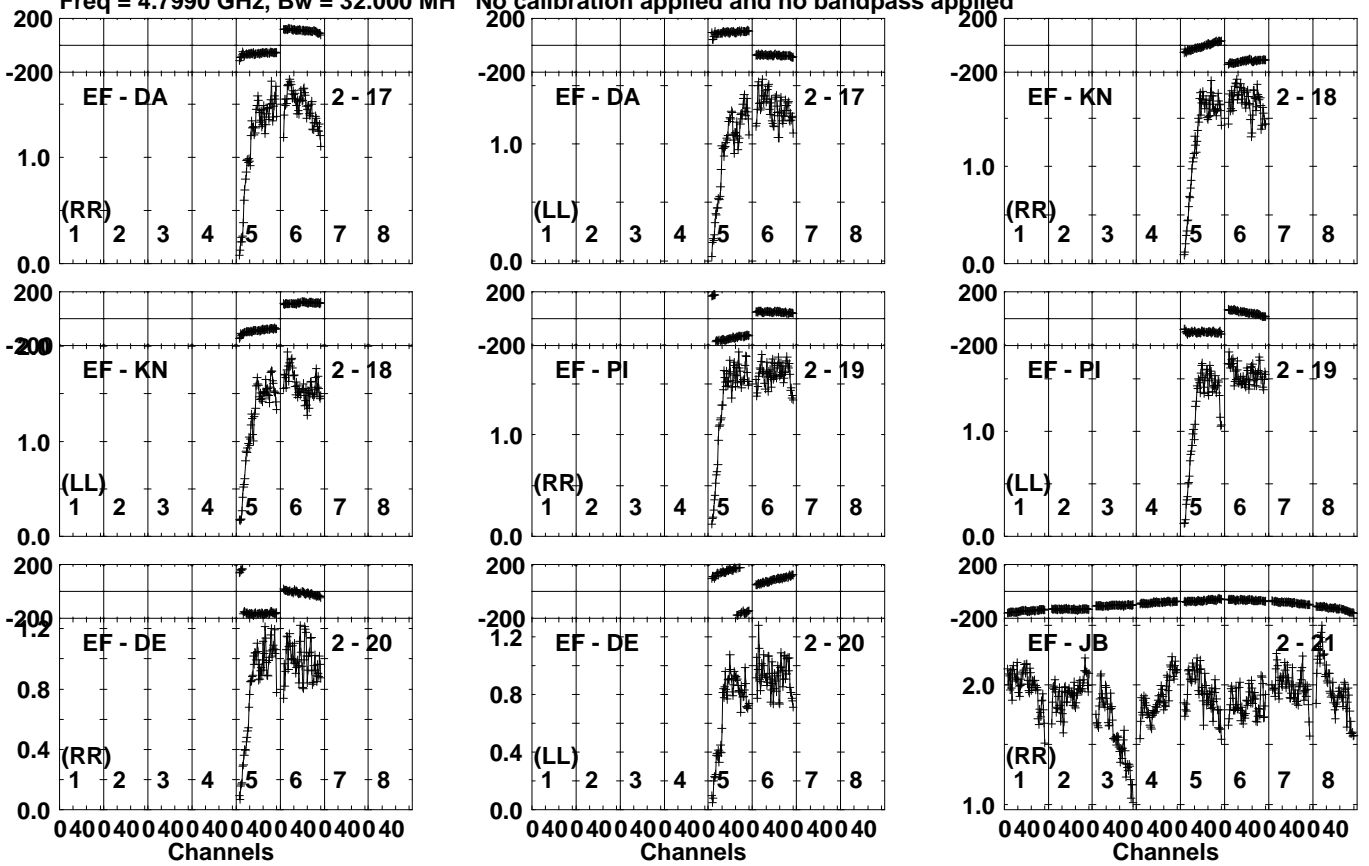 Freq = 4.7990 GHz, Bw = 32.000 MH No calibration applied and no bandpass applied
200
-200
EF - DA 2 - 17
1.0
(RR)
1 2 3 4 5 6 7 8
0.0
200
-200
EF - DA 2 - 17
1.0
(LL)
1 2 3 4 5 6 7 8
0.0
200
-200
EF - KN 2 - 18
1.0
(RR)
1 2 3 4 5 6 7 8
0.0
200
-200
2.0
EF - KN 2 - 18
1.0
(LL)
1 2 3 4 5 6 7 8
0.0
200
-200
EF - PI 2 - 19
1.0
(RR)
1 2 3 4 5 6 7 8
0.0
200
-200
EF - PI 2 - 19
1.0
(LL)
1 2 3 4 5 6 7 8
0.0
200
-200
1.2
EF - DE 2 - 20
0.8
0.4
(RR)
1 2 3 4 5 6 7 8
0.0
0 40 0 40 0 40 0 40 0 40 0 40 0 40 0 40
Channels
200
-200
1.2
EF - DE 2 - 20
0.8
0.4
(LL)
1 2 3 4 5 6 7 8
0.0
0 40 0 40 0 40 0 40 0 40 0 40 0 40 0 40
Channels
200
-200
EF - JB 2 - 21
2.0
(RR)
1 2 3 4 5 6 7 8
1.0
0 40 0 40 0 40 0 40 0 40 0 40 0 40 0 40
Channels